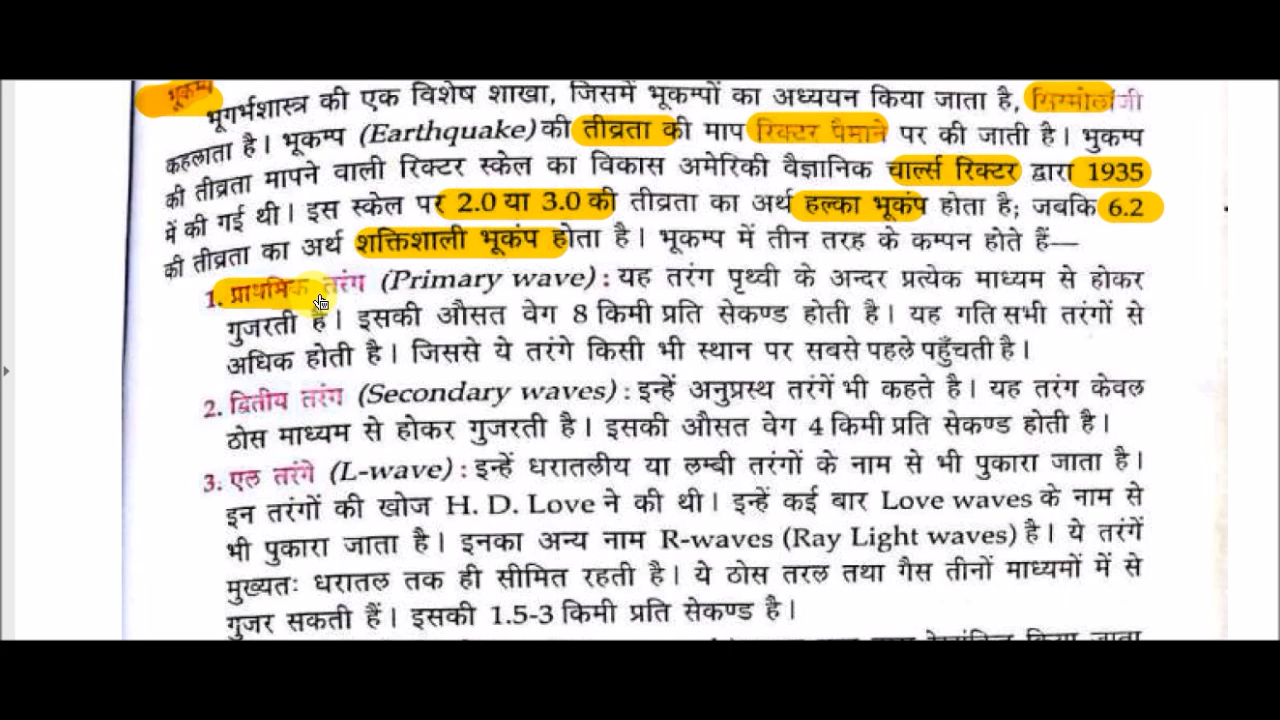 भूकम्प
भूगर्भशास्त्र की एक विशेष शाखा, जिसमें भूकम्पों का अध्ययन किया जाता है, सिस्मोलॉजी
कहलाता है। भूकम्प (Earthquake) की तीव्रता की माप रिक्टर पैमाने पर की जाती है। भुकम्प
की तीव्रता मापने वाली रिक्टर स्केल का विकास अमेरिकी वैज्ञानिक चार्ल्स रिक्टर द्वारा 1935
में की गई थी। इस स्केल पर 2.0 या 3.0 की तीव्रता का अर्थ हल्का भूकंप होता है; जबकि 6.2
की तीव्रता का अर्थ शक्तिशाली भूकंप होता है। भूकम्प में तीन तरह के कम्पन होते हैं—
1. प्राथमिक तरंग (Primary wave) : यह तरंग पृथ्वी के अन्दर प्रत्येक माध्यम से होकर
गुजरती है। इसकी औसत वेग 8 किमी प्रति सेकण्ड होती है। यह गति सभी तरंगों से
अधिक होती है। जिससे ये तरंगे किसी भी स्थान पर सबसे पहले पहुँचती है।
2. द्वितीय तरंग (Secondary waves) : इन्हें अनुप्रस्थ तरंगें भी कहते है। यह तरंग केवल
ठोस माध्यम से होकर गुजरती है। इसकी औसत वेग 4 किमी प्रति सेकण्ड होती है।
3. एल तरंगे (L-wave) : इन्हें धरातलीय या लम्बी तरंगों के नाम से भी पुकारा जाता है।
इन तरंगों की खोज H. D. Love ने की थी। इन्हें कई बार Love waves के नाम से
भी पुकारा जाता है। इनका अन्य नाम R-waves (Ray Light waves) है। ये तरंगें
मुख्यतः धरातल तक ही सीमित रहती है। ये ठोस तरल तथा गैस तीनों माध्यमों में से
गुजर सकती हैं। इसकी 1.5-3 किमी प्रति सेकण्ड है।